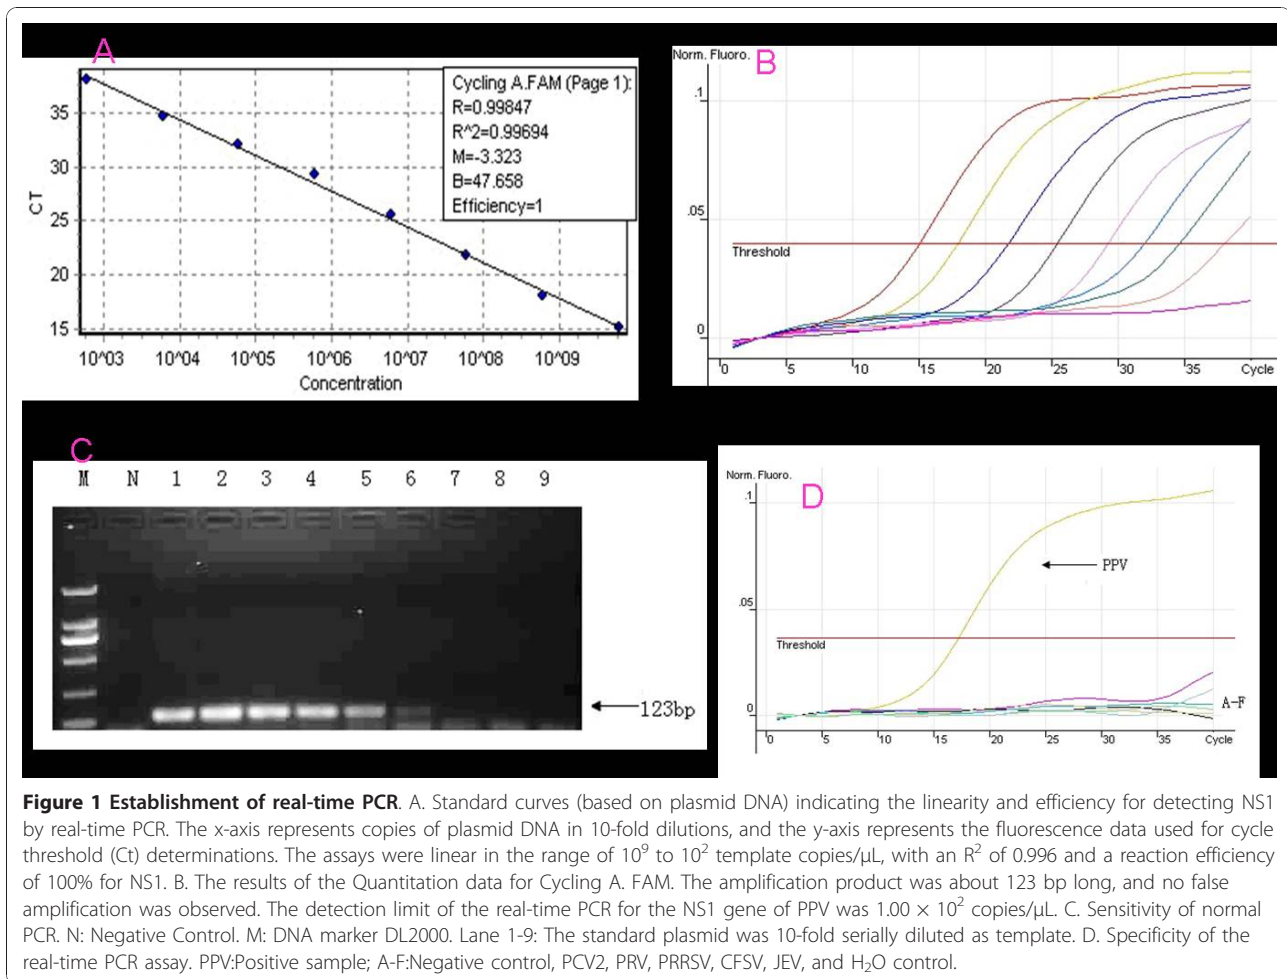 A
Cycling A.FAM (Page 1):
R=0.99847
R^2=0.99694
M=-3.323
B=47.658
Efficiency=1
35
30
25
20
15
CT
10^03 10^04 10^05 10^06 10^07 10^08 10^09
Concentration
Norm. Fluoro.
B
.1
.05
Threshold
0
0 5 10 15 20 25 30 35 Cycle
C
M N 1 2 3 4 5 6 7 8 9
123bp
Norm. Fluoro.
D
.1
PPV
.05
Threshold
A-F
0
0 5 10 15 20 25 30 35 Cycle
Figure 1 Establishment of real-time PCR. A. Standard curves (based on plasmid DNA) indicating the linearity and efficiency for detecting NS1
by real-time PCR. The x-axis represents copies of plasmid DNA in 10-fold dilutions, and the y-axis represents the fluorescence data used for cycle
threshold (Ct) determinations. The assays were linear in the range of 10⁹ to 10² template copies/μL, with an R² of 0.996 and a reaction efficiency
of 100% for NS1. B. The results of the Quantitation data for Cycling A. FAM. The amplification product was about 123 bp long, and no false
amplification was observed. The detection limit of the real-time PCR for the NS1 gene of PPV was 1.00 × 10² copies/μL. C. Sensitivity of normal
PCR. N: Negative Control. M: DNA marker DL2000. Lane 1-9: The standard plasmid was 10-fold serially diluted as template. D. Specificity of the
real-time PCR assay. PPV:Positive sample; A-F:Negative control, PCV2, PRV, PRRSV, CFSV, JEV, and H₂O control.